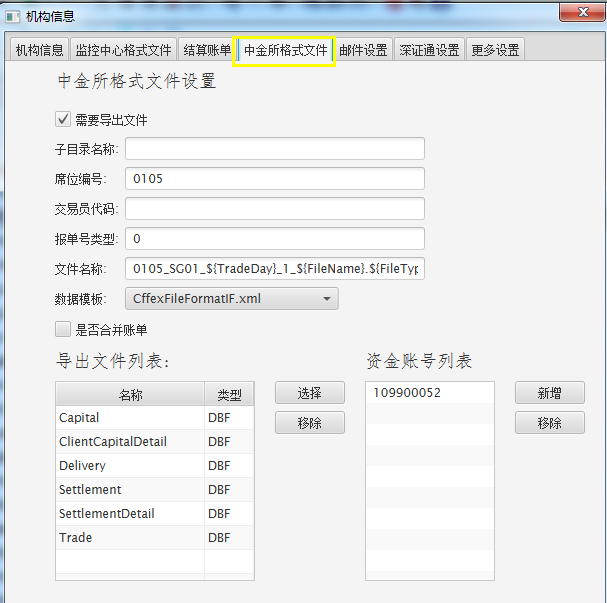 机构信息
机构信息 监控中心格式文件 结算账单 中金所格式文件 邮件设置 深证通设置 更多设置
中金所格式文件设置
需要导出文件
子目录名称:
席位编号: 0105
交易员代码:
报单号类型: 0
文件名称: 0105_SG01_${TradeDay}_1_${FileName}.${FileTyp
数据模板: CffexFileFormatIF.xml
是否合并账单
导出文件列表: 资金账号列表
名称 类型 选择 109900052 新增
Capital DBF 移除 移除
ClientCapitalDetail DBF
Delivery DBF
Settlement DBF
SettlementDetail DBF
Trade DBF